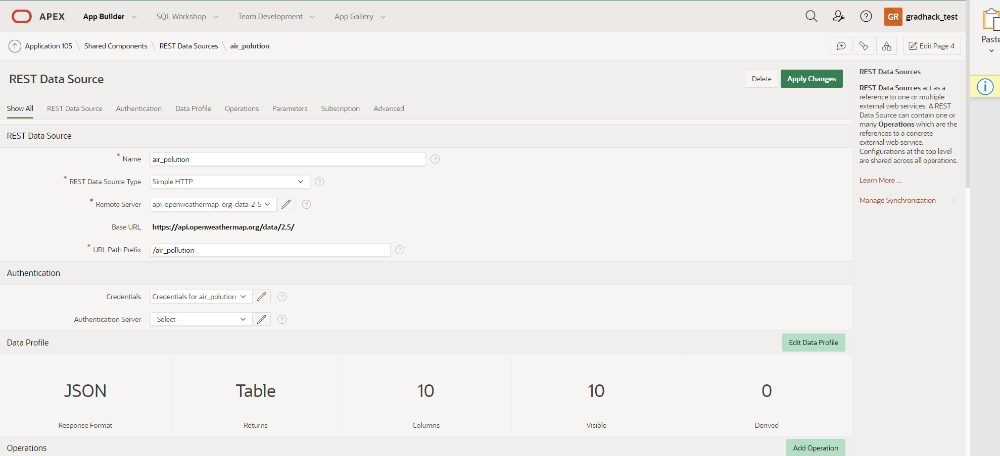 APEX App Builder SQL Workshop Team Development App Gallery GR gradhack_test
Application 105 \ Shared Components \ REST Data Sources \ air_polution Edit Page 4
Paste
REST Data Source Delete Apply Changes
Show All REST Data Source Authentication Data Profile Operations Parameters Subscription Advanced
REST Data Source
* Name air_polution ?
* REST Data Source Type Simple HTTP ?
* Remote Server api-openweathermap-org-data-2-5 ?
Base URL https://api.openweathermap.org/data/2.5/
* URL Path Prefix /air_pollution ?
Authentication
Credentials Credentials for air_polution ?
Authentication Server - Select - ?
Data Profile Edit Data Profile
JSON Table 10 10 0
Response Format Returns Columns Visible Derived
Operations Add Operation
REST Data Sources
REST Data Sources act as a
reference to one or multiple
external web services. A REST
Data Source can contain one or
many Operations which are the
references to a concrete
external web service.
Configurations at the top level
are shared across all operations.
Learn More ...
Manage Synchronization